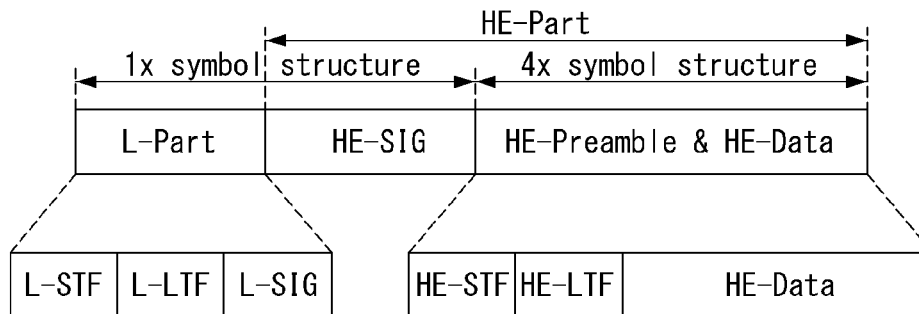 HE-Part
1x symbol structure 4x symbol structure
L-Part HE-SIG HE-Preamble & HE-Data
L-STF L-LTF L-SIG HE-STF HE-LTF HE-Data